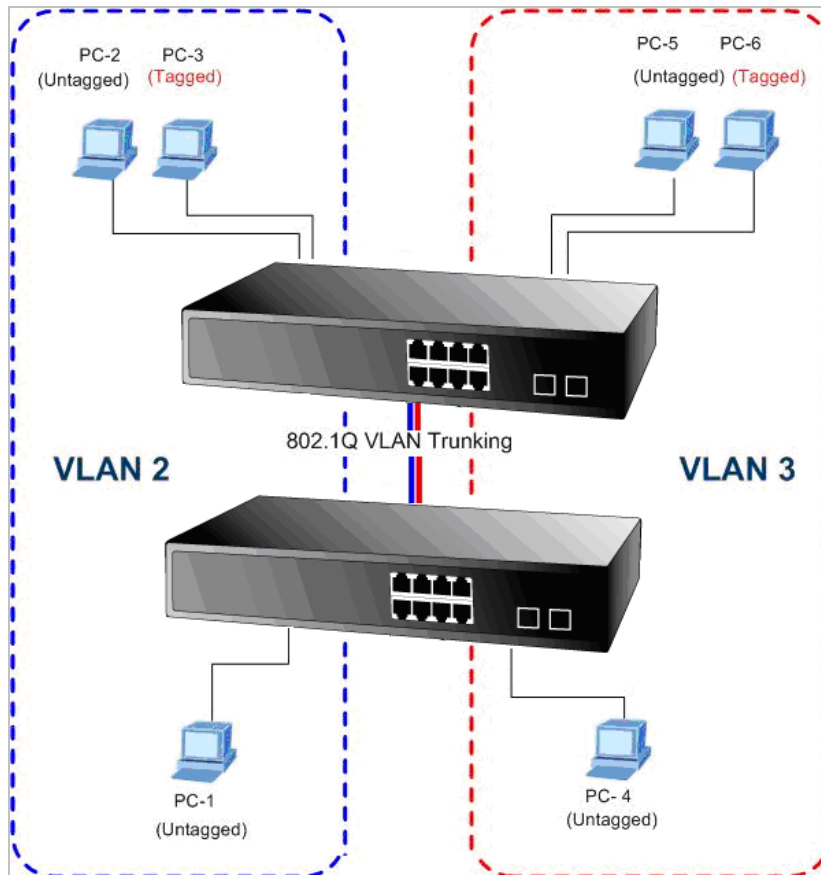 PC-2 PC-3
(Untagged) (Tagged)
PC-5 PC-6
(Untagged) (Tagged)
802.1Q VLAN Trunking
VLAN 2
VLAN 3
PC-1
(Untagged)
PC- 4
(Untagged)